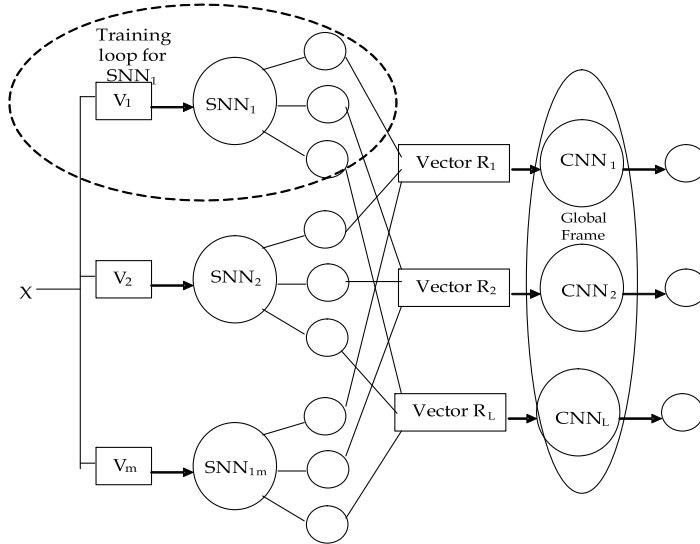 Training
loop for
SNN1
V1
SNN1
Vector R1
CNN1
Global
Frame
X
V2
SNN2
Vector R2
CNN2
Vector RL
CNNL
Vm
SNN1m